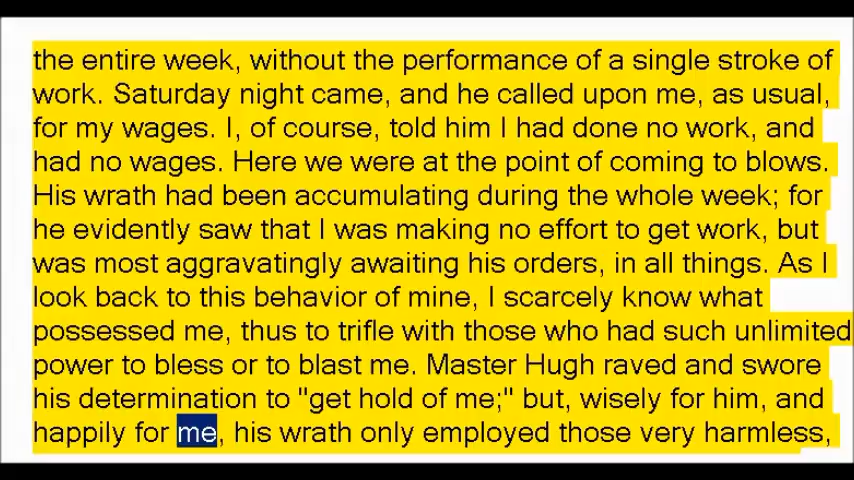 the entire week, without the performance of a single stroke of
work. Saturday night came, and he called upon me, as usual,
for my wages. I, of course, told him I had done no work, and
had no wages. Here we were at the point of coming to blows.
His wrath had been accumulating during the whole week; for
he evidently saw that I was making no effort to get work, but
was most aggravatingly awaiting his orders, in all things. As I
look back to this behavior of mine, I scarcely know what
possessed me, thus to trifle with those who had such unlimited
power to bless or to blast me. Master Hugh raved and swore
his determination to "get hold of me;" but, wisely for him, and
happily for me, his wrath only employed those very harmless,